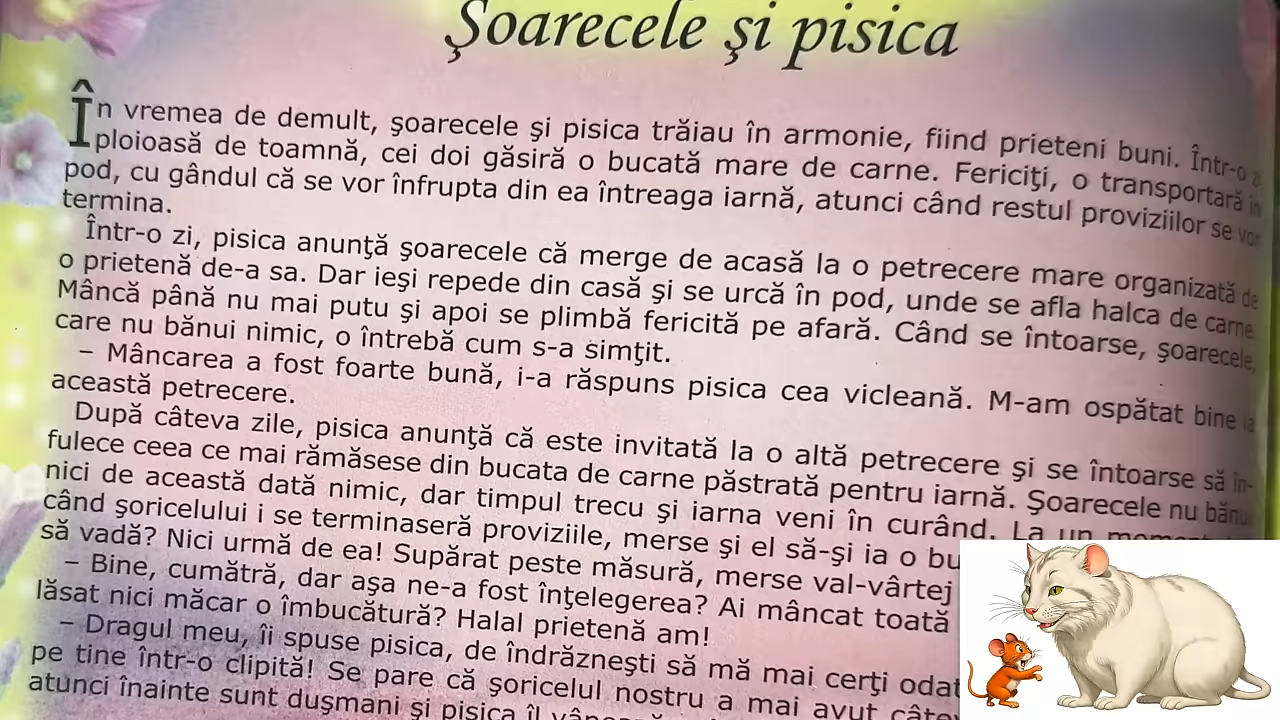 Şoarecele şi pisica
În vremea de demult, şoarecele şi pisica trăiau în armonie, fiind prieteni buni. Într-o
ploioasă de toamnă, cei doi găsiră o bucată mare de carne. Fericiţi, o transportară în
pod, cu gândul că se vor înfrupta din ea întreaga iarnă, atunci când restul proviziilor se vor
termina.
Într-o zi, pisica anunţă şoarecele că merge de acasă la o petrecere mare organizată de
o prietenă de-a sa. Dar ieşi repede din casă şi se urcă în pod, unde se afla halca de carne.
Mâncă până nu mai putu şi apoi se plimbă fericită pe afară. Când se întoarse, şoarecele,
care nu bănui nimic, o întrebă cum s-a simţit.
– Mâncarea a fost foarte bună, i-a răspuns pisica cea vicleană. M-am ospătat bine la
această petrecere.
După câteva zile, pisica anunţă că este invitată la o altă petrecere şi se întoarse să în-
fulece ceea ce mai rămăsese din bucata de carne păstrată pentru iarnă. Şoarecele nu bănui
nici de această dată nimic, dar timpul trecu şi iarna veni în curând. La un
când şoricelului i se terminaseră proviziile, merse şi el să-şi ia o bu
să vadă? Nici urmă de ea! Supărat peste măsură, merse val-vârtej
– Bine, cumătră, dar aşa ne-a fost înţelegerea? Ai mâncat toată
lăsat nici măcar o îmbucătură? Halal prietenă am!
– Dragul meu, îi spuse pisica, de îndrăzneşti să mă mai cerţi odat
pe tine într-o clipită! Se pare că şoricelul nostru a mai avut câte
atunci înainte sunt duşmani şi pisica îl